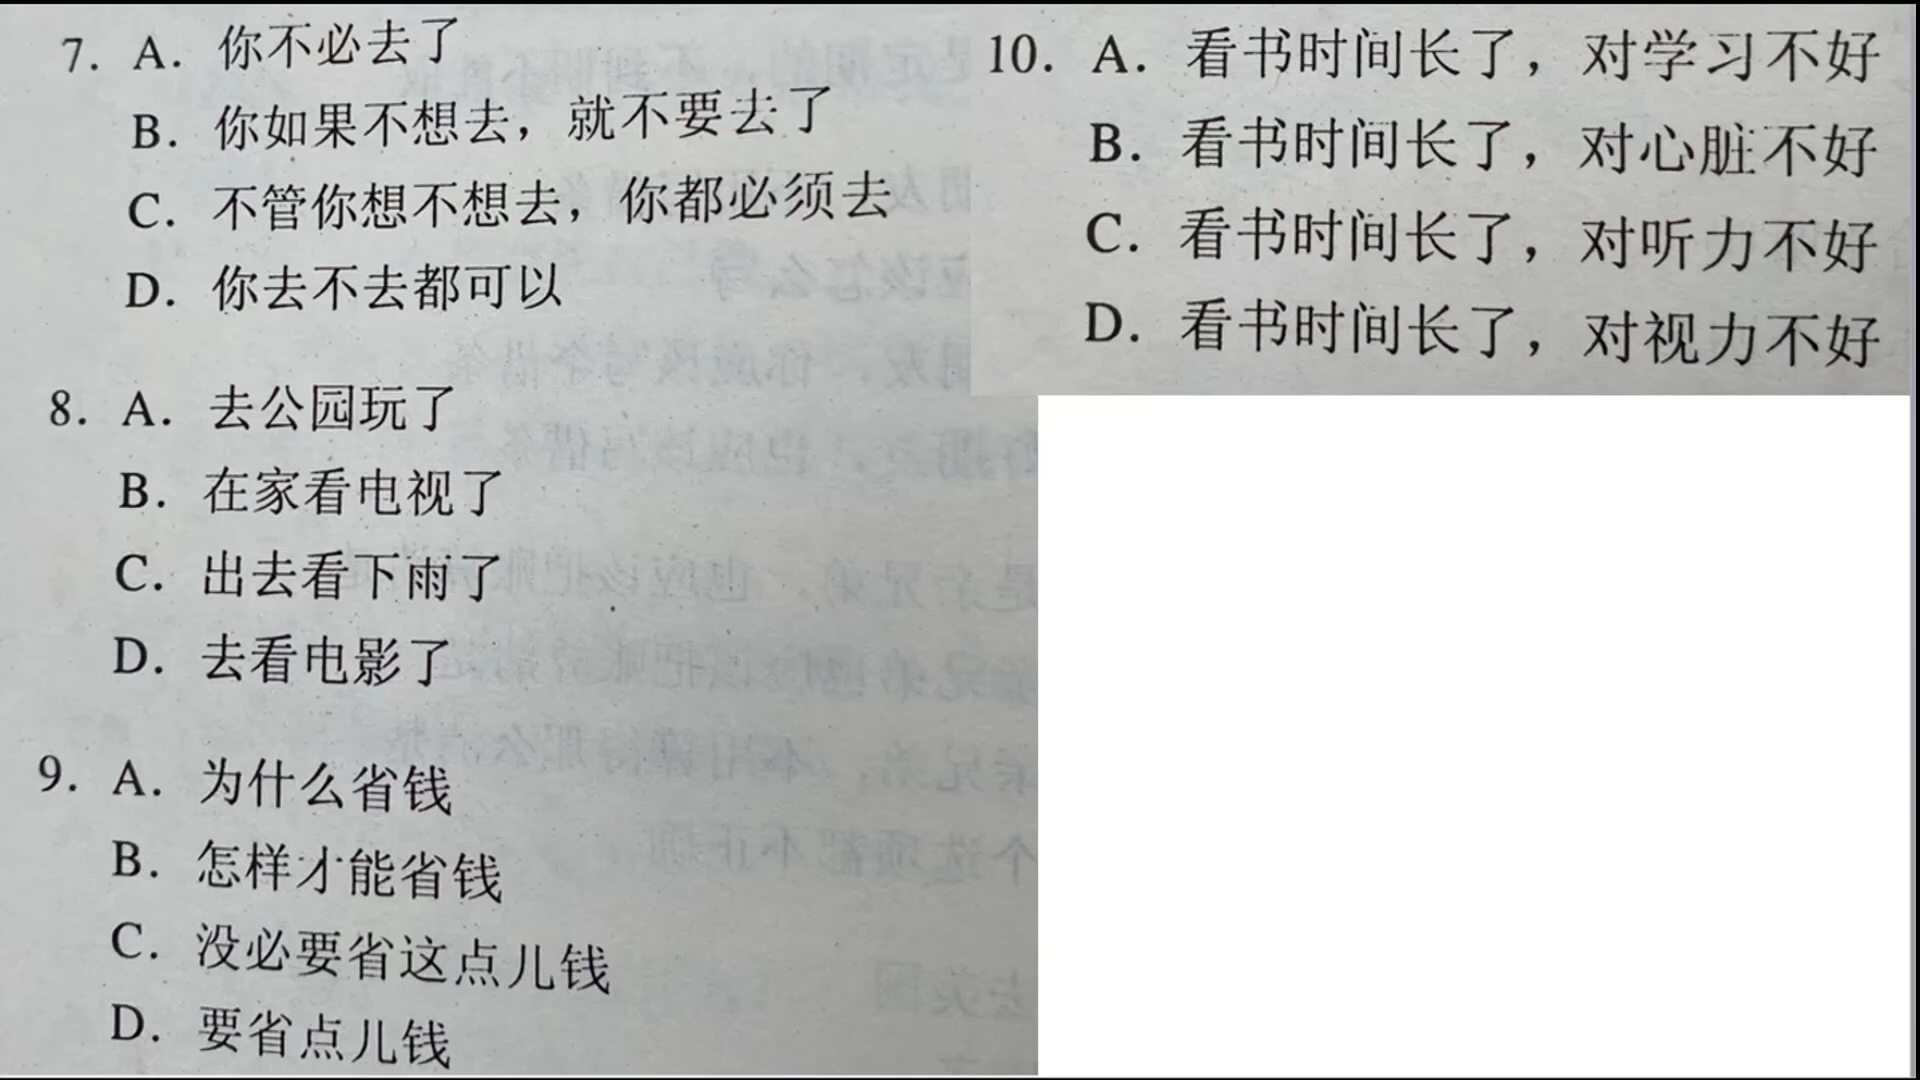 7. A. 你不必去了
B. 你如果不想去，就不要去了
C. 不管你想不想去，你都必须去
D. 你去不去都可以
8. A. 去公园玩了
B. 在家看电视了
C. 出去看下雨了
D. 去看电影了
9. A. 为什么省钱
B. 怎样才能省钱
C. 没必要省这点儿钱
D. 要省点儿钱
10. A. 看书时间长了，对学习不好
B. 看书时间长了，对心脏不好
C. 看书时间长了，对听力不好
D. 看书时间长了，对视力不好